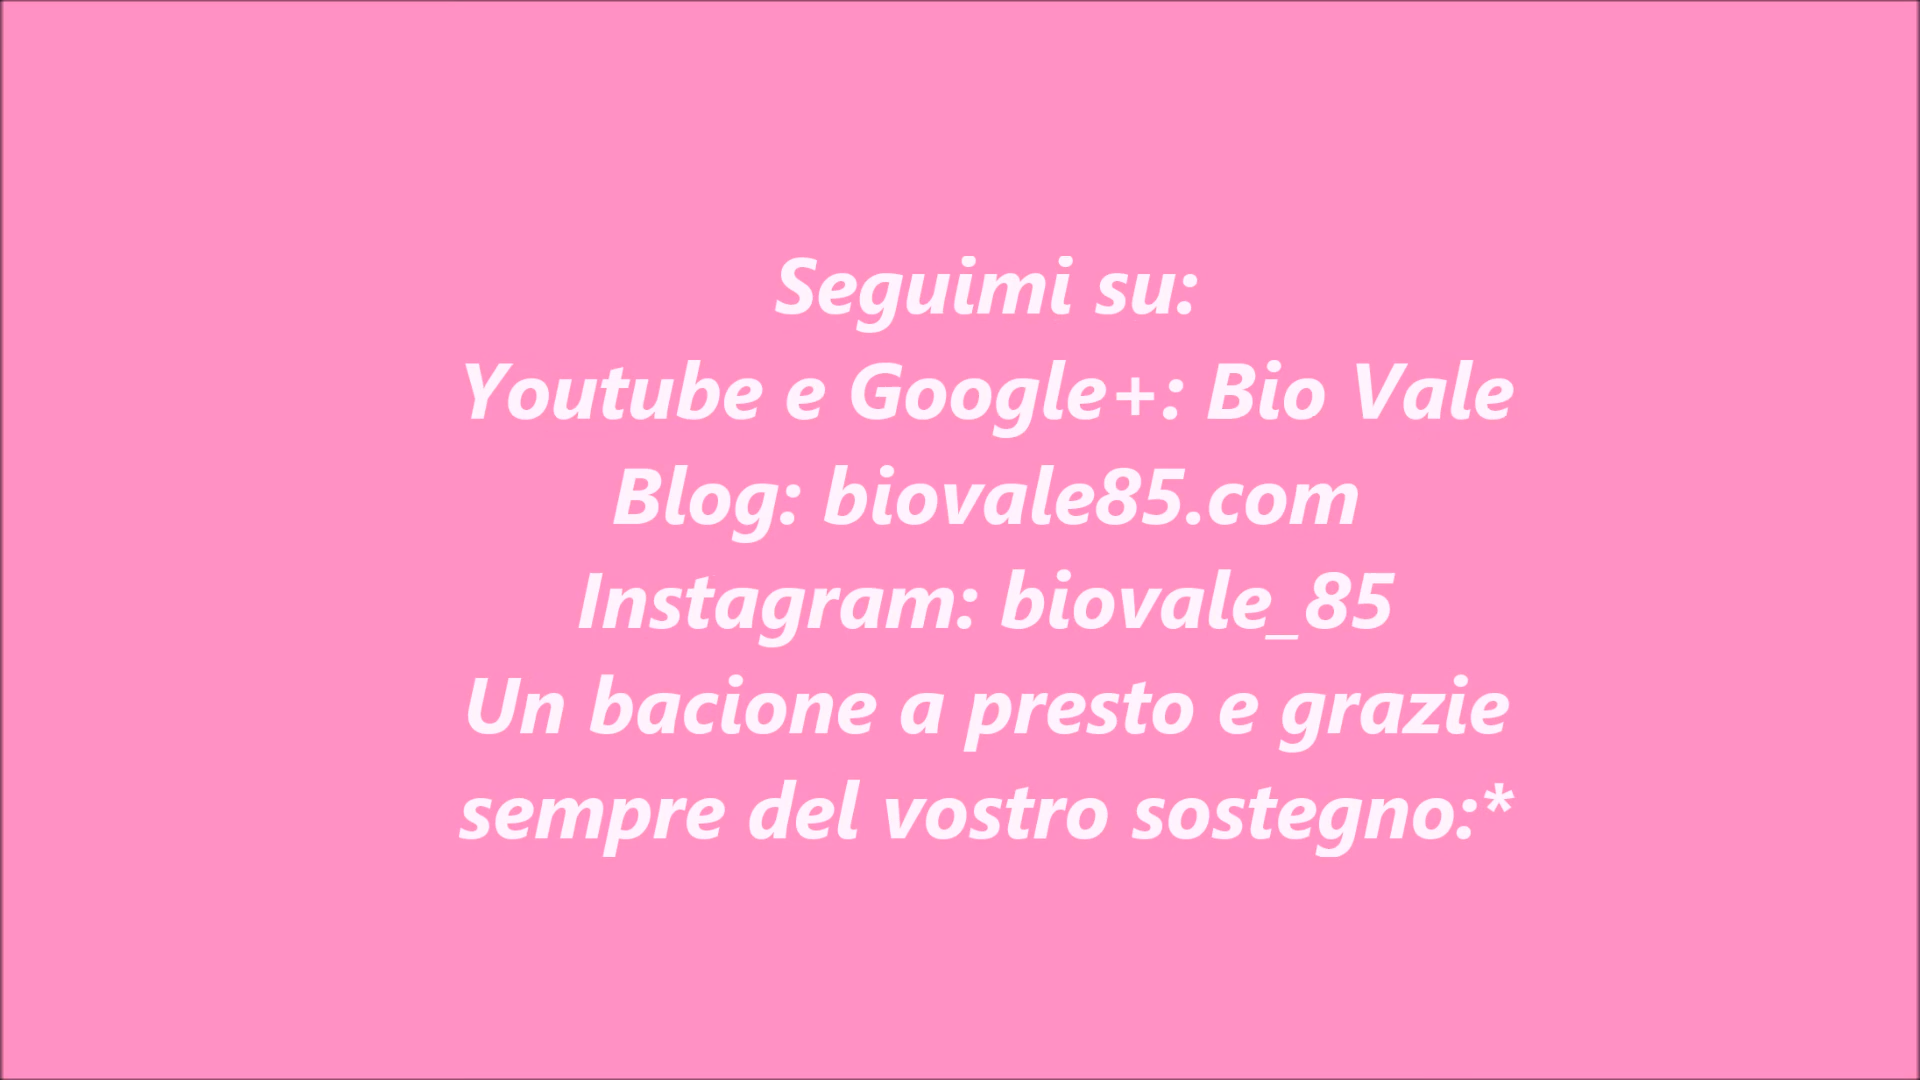 Seguimi su:
Youtube e Google+: Bio Vale
Blog: biovale85.com
Instagram: biovale_85
Un bacione a presto e grazie
sempre del vostro sostegno:*